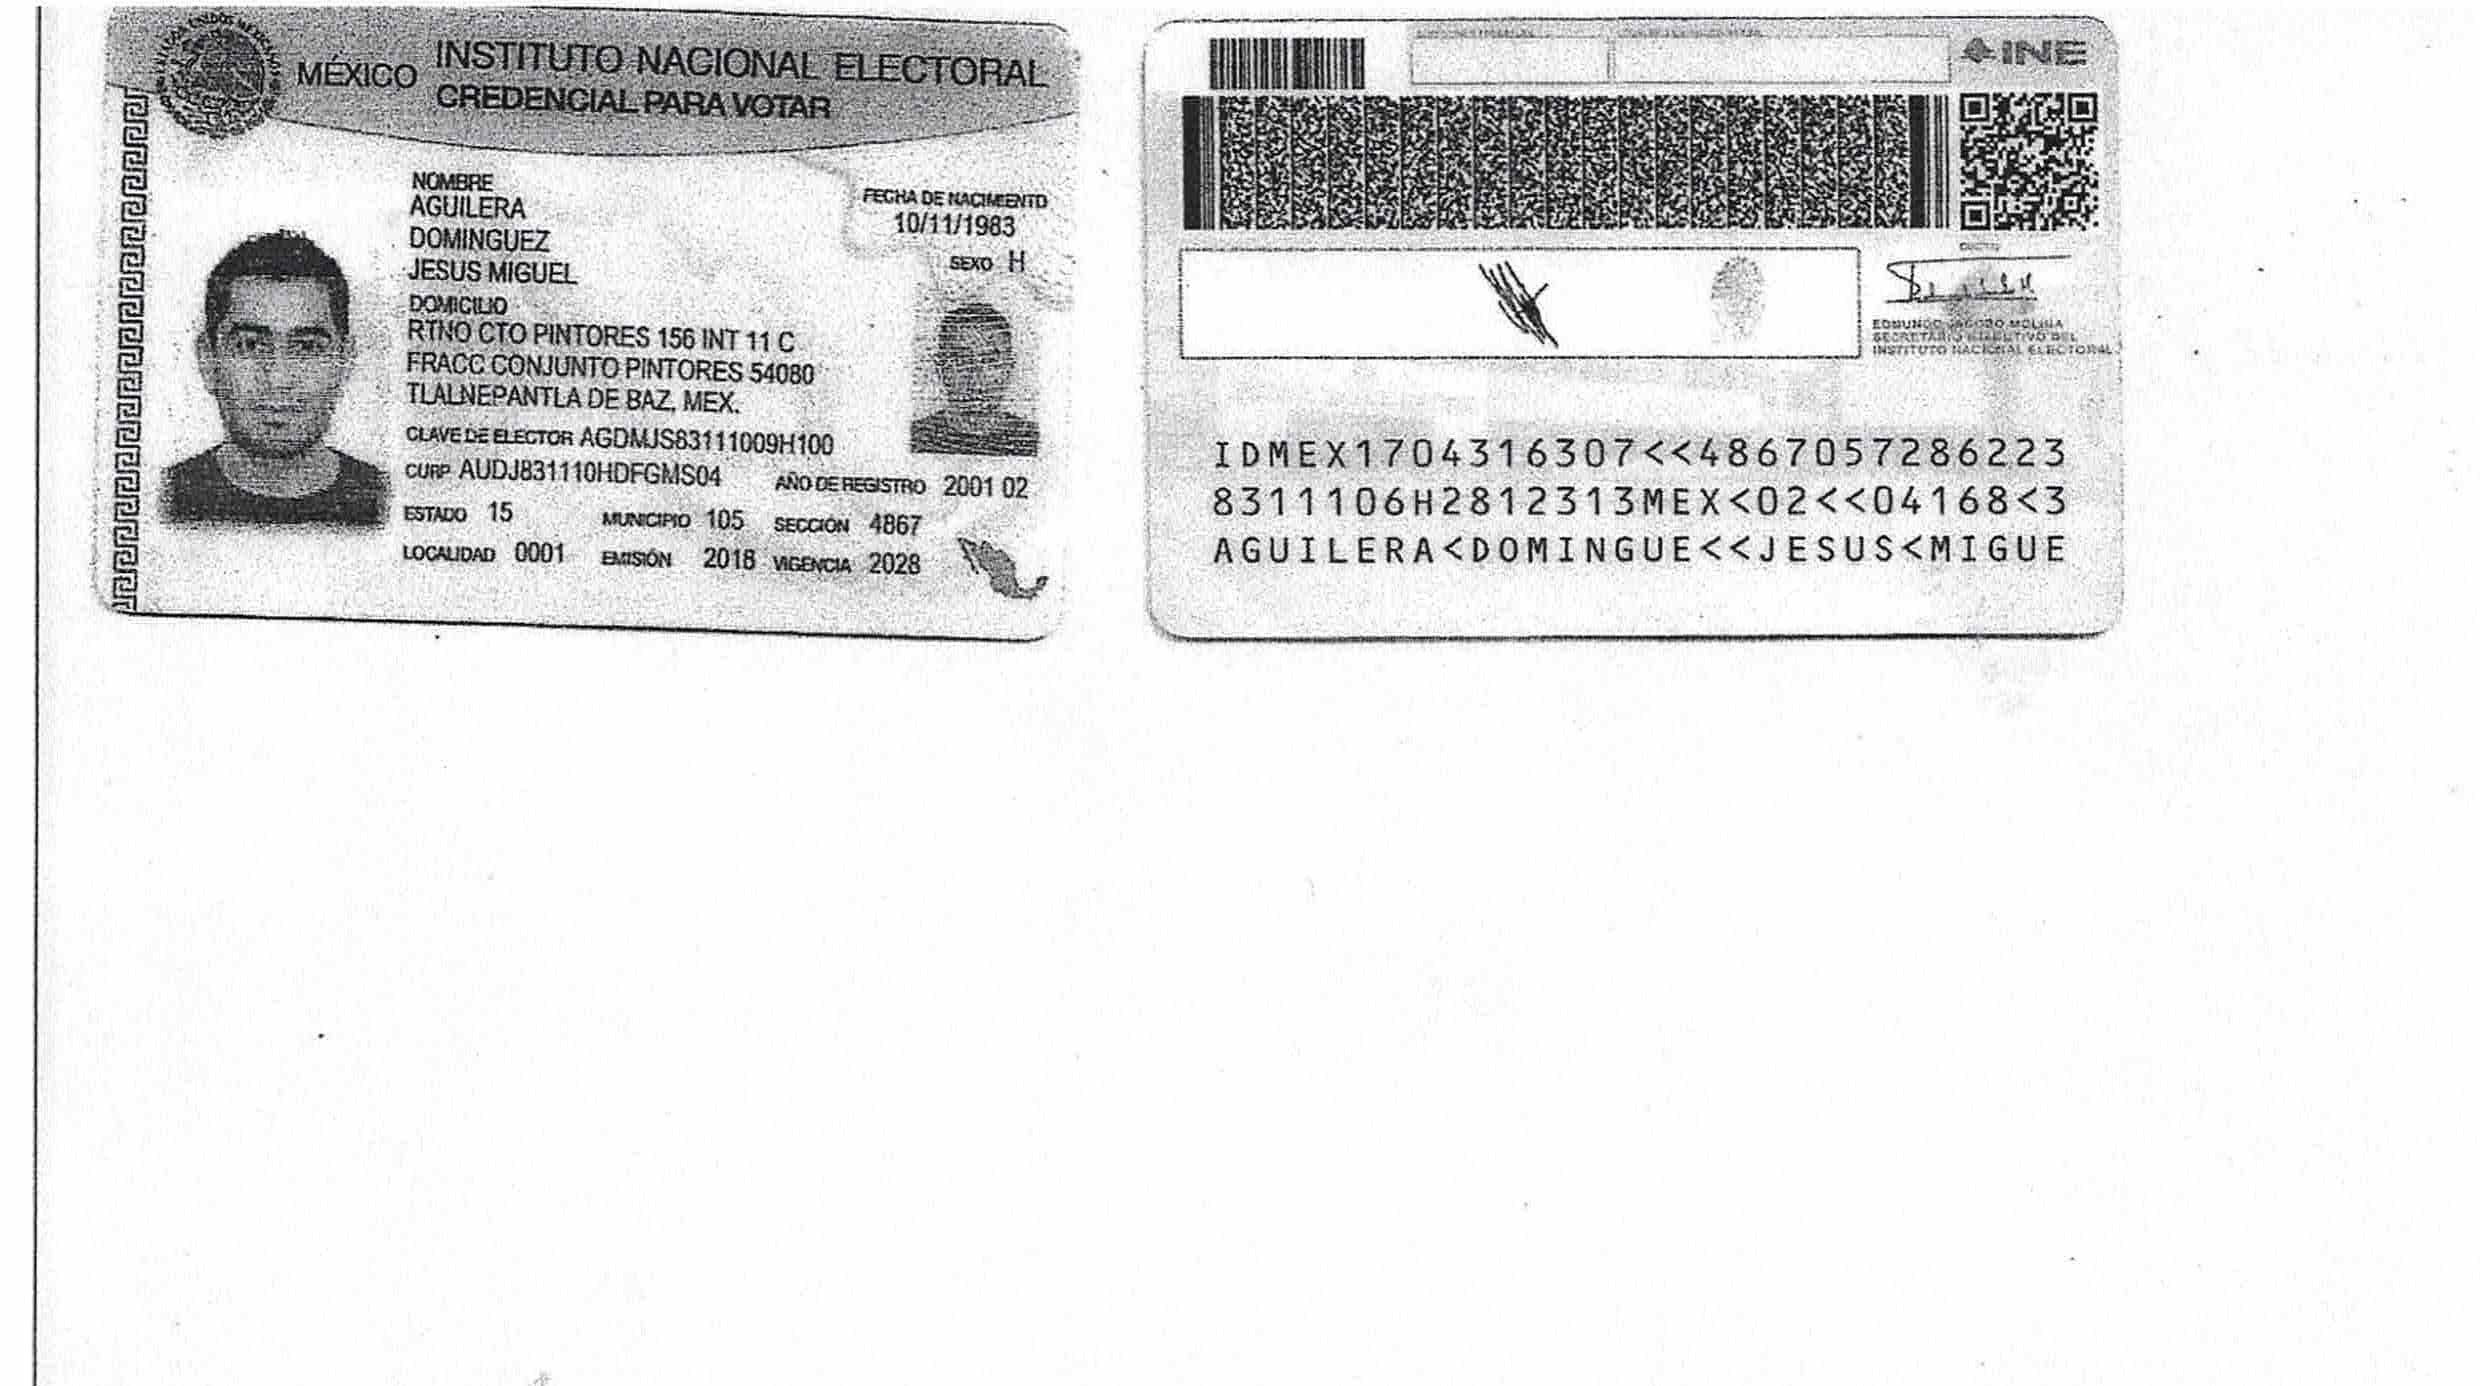 ESTADOS UNIDOS MEXICANOS
MÉXICO INSTITUTO NACIONAL ELECTORAL
CREDENCIAL PARA VOTAR
NOMBRE
AGUILERA
DOMINGUEZ
JESUS MIGUEL
FECHA DE NACIMIENTO
10/11/1983
SEXO H
DOMICILIO
RTNO CTO PINTORES 156 INT 11 C
FRACC CONJUNTO PINTORES 54080
TLALNEPANTLA DE BAZ, MEX.
CLAVE DE ELECTOR AGDMJS83111009H100
CURP AUDJ831110HDFGMS04 AÑO DE REGISTRO 2001 02
ESTADO 15 MUNICIPIO 105 SECCIÓN 4867
LOCALIDAD 0001 EMISIÓN 2018 VIGENCIA 2028
INE
EDMUNDO JACOBO MOLINA
SECRETARIO EJECUTIVO DEL
INSTITUTO NACIONAL ELECTORAL
IDMEX1704316307<<4867057286223
8311106H2812313MEX<02<<04168<3
AGUILERA<DOMINGUE<<JESUS<MIGUE